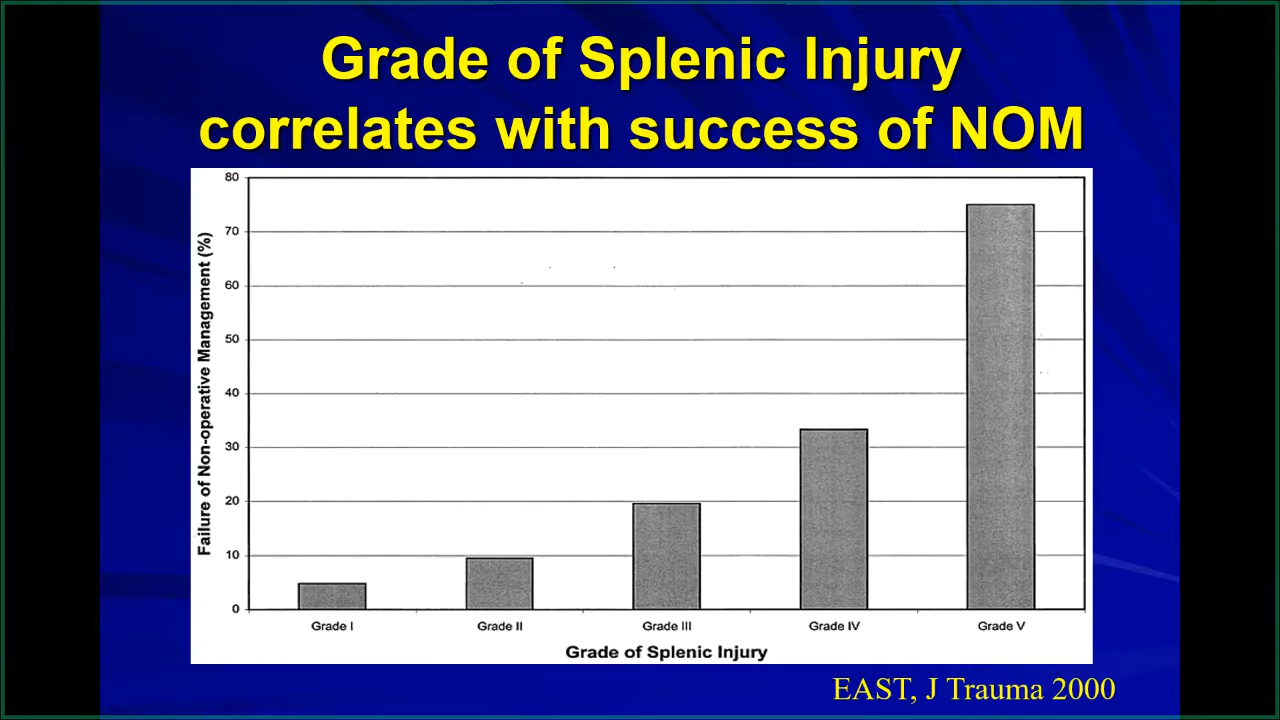 Grade of Splenic Injury
correlates with success of NOM
80
70
60
50
40
30
20
10
0
Failure of Non-operative Management (%)
Grade I
Grade II
Grade III
Grade IV
Grade V
Grade of Splenic Injury
EAST, J Trauma 2000